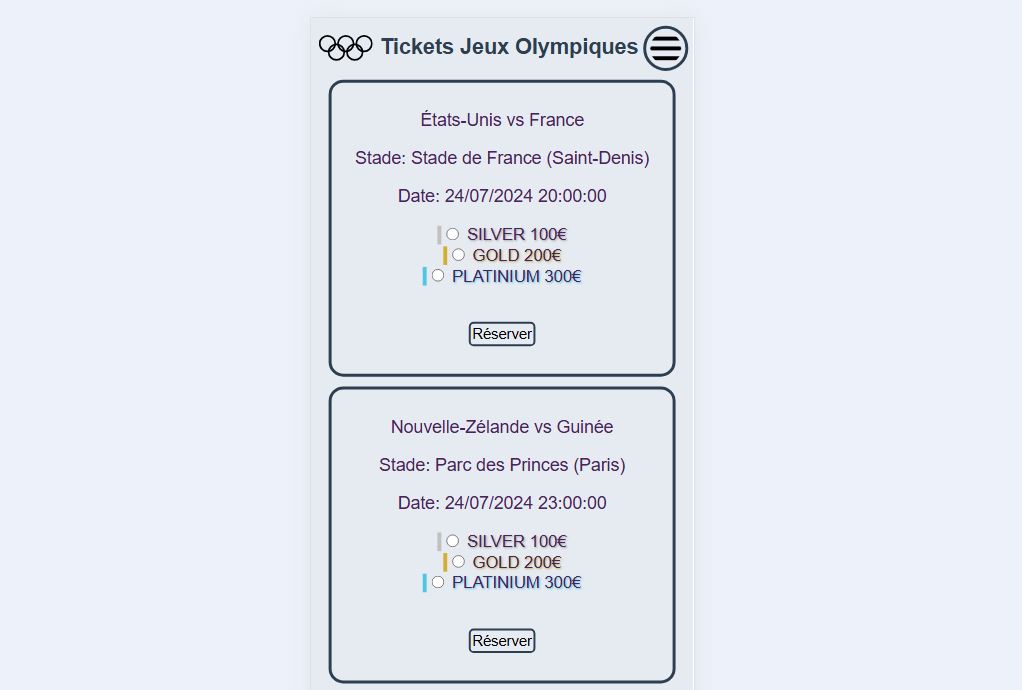 Tickets Jeux Olympiques
États-Unis vs France
Stade: Stade de France (Saint-Denis)
Date: 24/07/2024 20:00:00
SILVER 100€
GOLD 200€
PLATINIUM 300€
Réserver
Nouvelle-Zélande vs Guinée
Stade: Parc des Princes (Paris)
Date: 24/07/2024 23:00:00
SILVER 100€
GOLD 200€
PLATINIUM 300€
Réserver